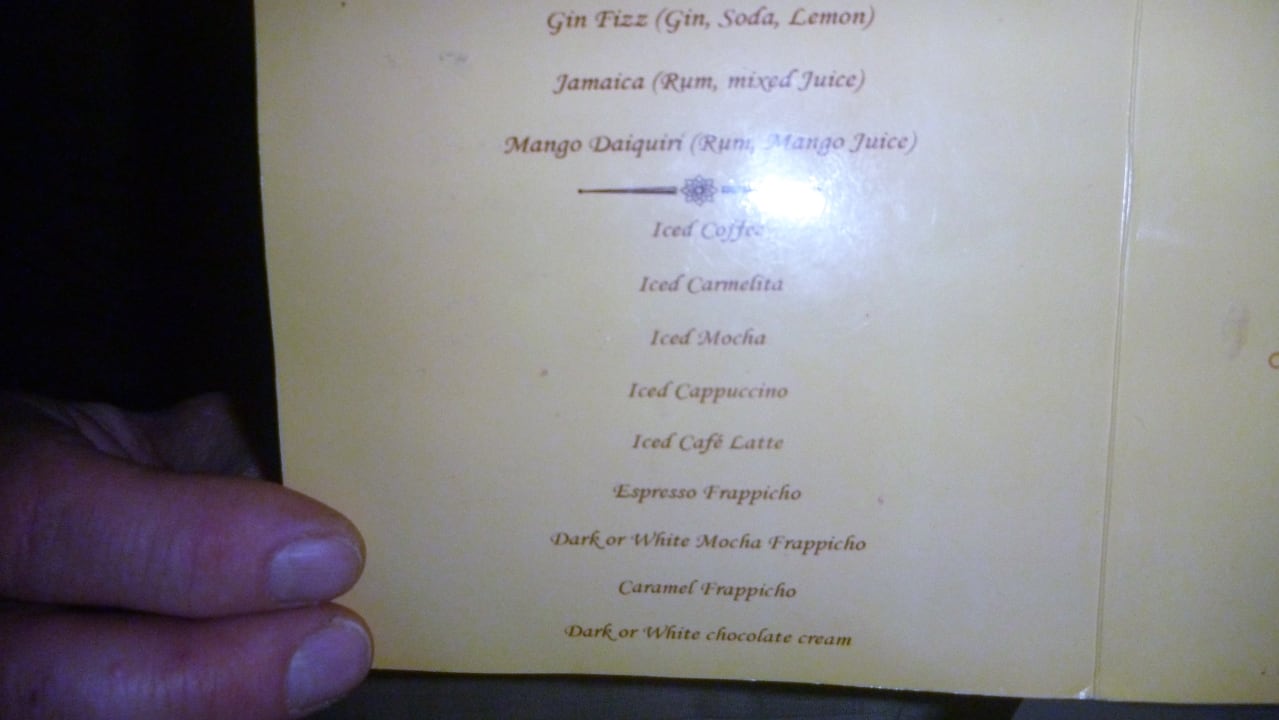 Gin Fizz (Gin, Soda, Lemon)
Jamaica (Rum, mixed Juice)
Mango Daiquiri (Rum, Mango Juice)
Iced Coffee
Iced Carmelita
Iced Mocha
Iced Cappuccino
Iced Café Latte
Espresso Frappicho
Dark or White Mocha Frappicho
Caramel Frappicho
Dark or White chocolate cream